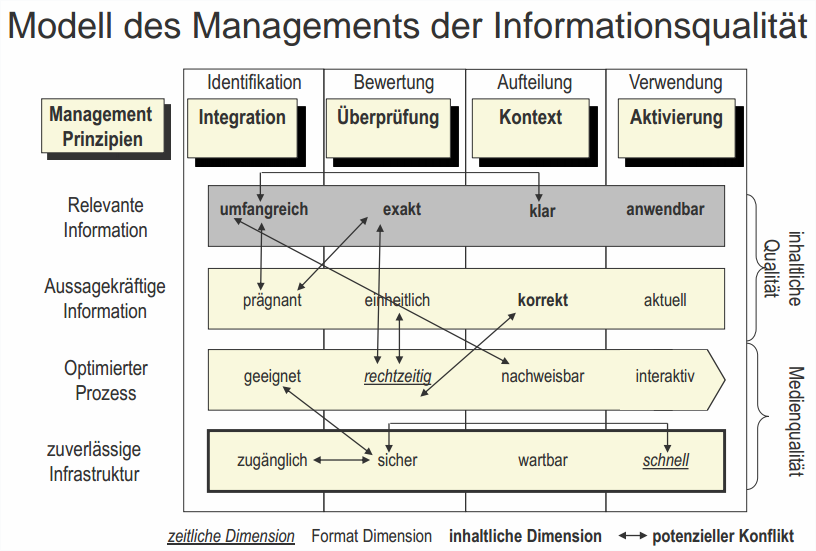 Modell des Managements der Informationsqualität
Identifikation Bewertung Aufteilung Verwendung
Management
Prinzipien
Integration Überprüfung Kontext Aktivierung
Relevante
Information
umfangreich exakt klar anwendbar
Aussagekräftige
Information
prägnant einheitlich korrekt aktuell
inhaltliche
Qualität
Optimierter
Prozess
geeignet rechtzeitig nachweisbar interaktiv
zuverlässige
Infrastruktur
zugänglich sicher wartbar schnell
Medienqualität
zeitliche Dimension Format Dimension inhaltliche Dimension potenzieller Konflikt